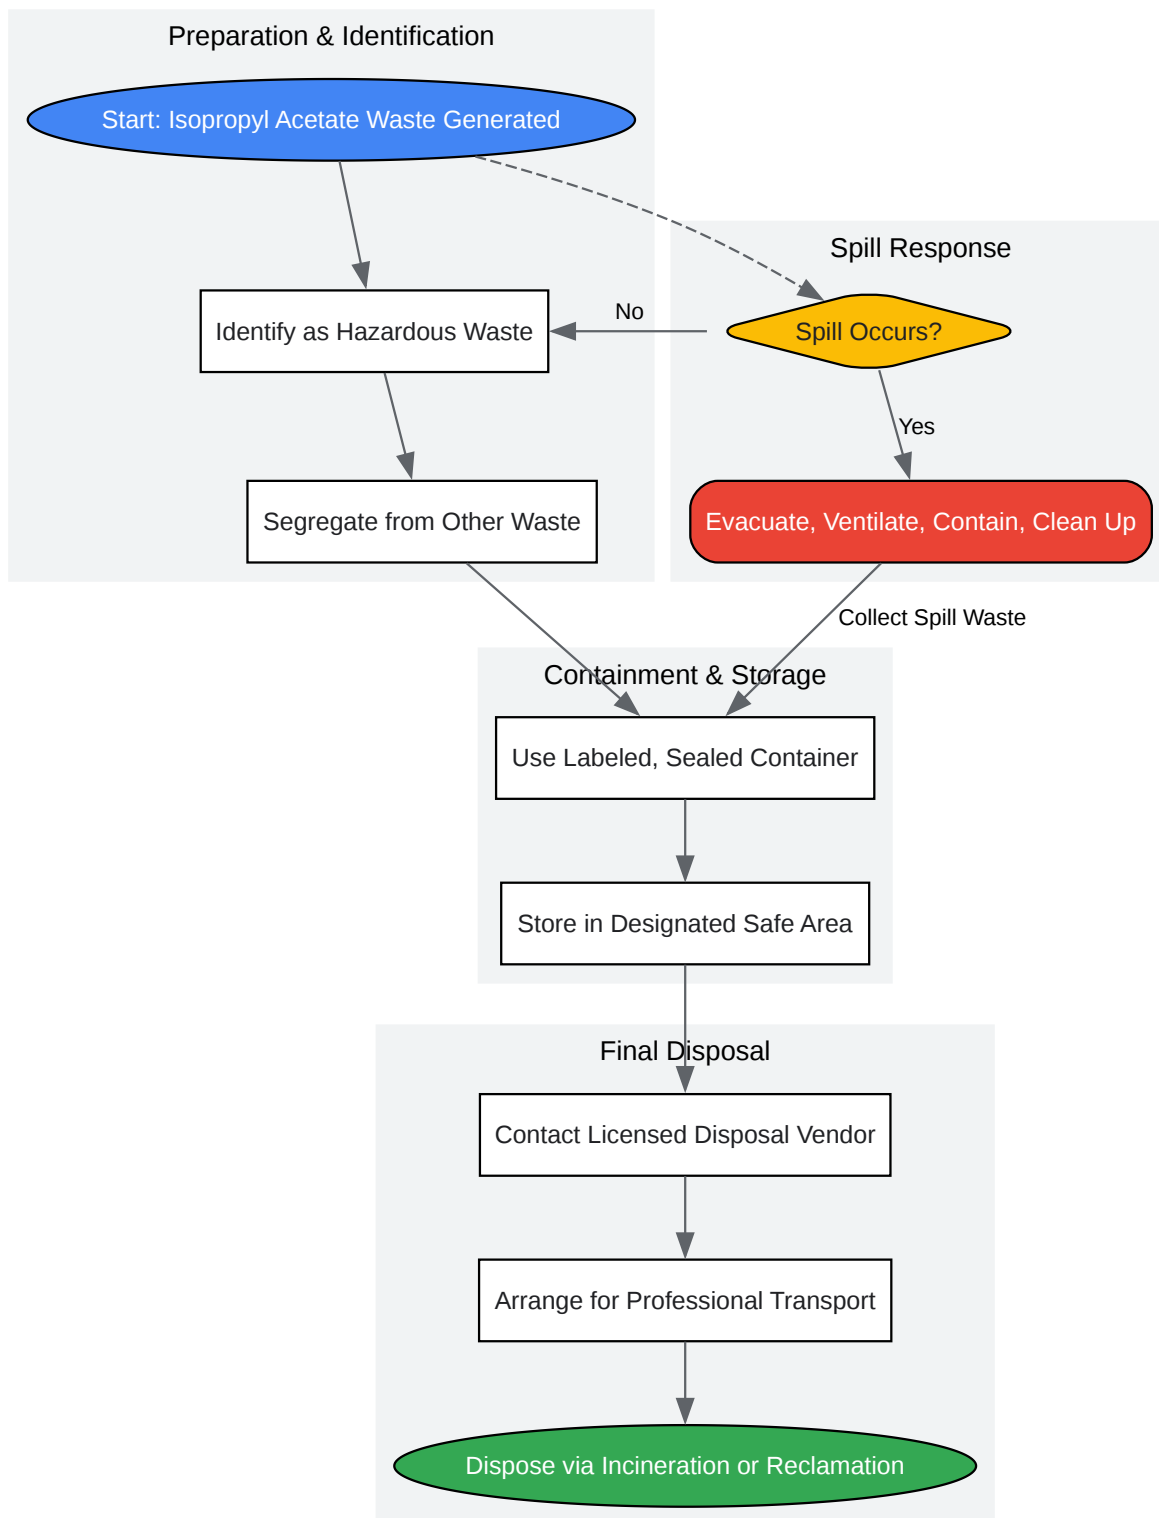 Preparation & Identification
Start: Isopropyl Acetate Waste Generated
Spill Response
No
Identify as Hazardous Waste
Spill Occurs?
Yes
Segregate from Other Waste
Evacuate, Ventilate, Contain, Clean Up
Collect Spill Waste
Containment & Storage
Use Labeled, Sealed Container
Store in Designated Safe Area
Final Disposal
Contact Licensed Disposal Vendor
Arrange for Professional Transport
Dispose via Incineration or Reclamation